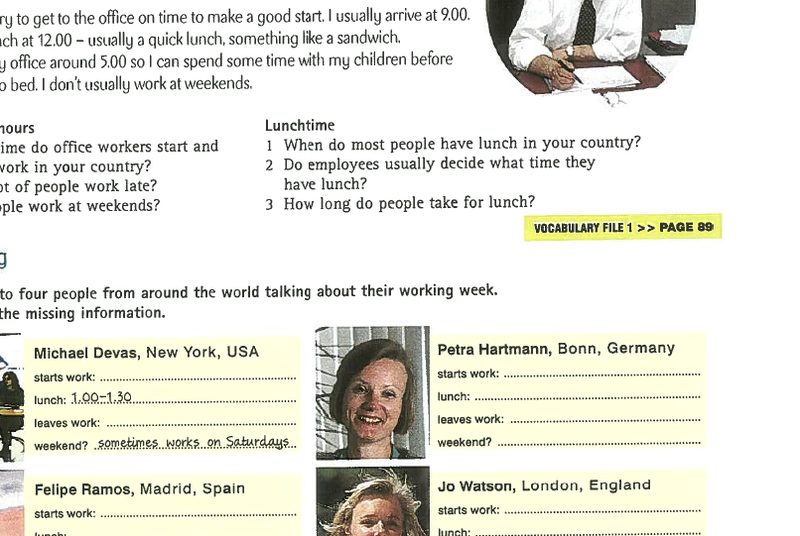 ry to get to the office on time to make a good start. I usually arrive at 9.00.
ch at 12.00 – usually a quick lunch, something like a sandwich.
y office around 5.00 so I can spend some time with my children before
o bed. I don't usually work at weekends.
hours
ime do office workers start and
work in your country?
ot of people work late?
ople work at weekends?
Lunchtime
1 When do most people have lunch in your country?
2 Do employees usually decide what time they
have lunch?
3 How long do people take for lunch?
VOCABULARY FILE 1 >> PAGE 89
g
to four people from around the world talking about their working week.
the missing information.
Michael Devas, New York, USA
starts work:
lunch: 1.00–1.30
leaves work:
weekend? sometimes works on Saturdays
Petra Hartmann, Bonn, Germany
starts work:
lunch:
leaves work:
weekend?
Felipe Ramos, Madrid, Spain
starts work:
lunch:
Jo Watson, London, England
starts work:
lunch: